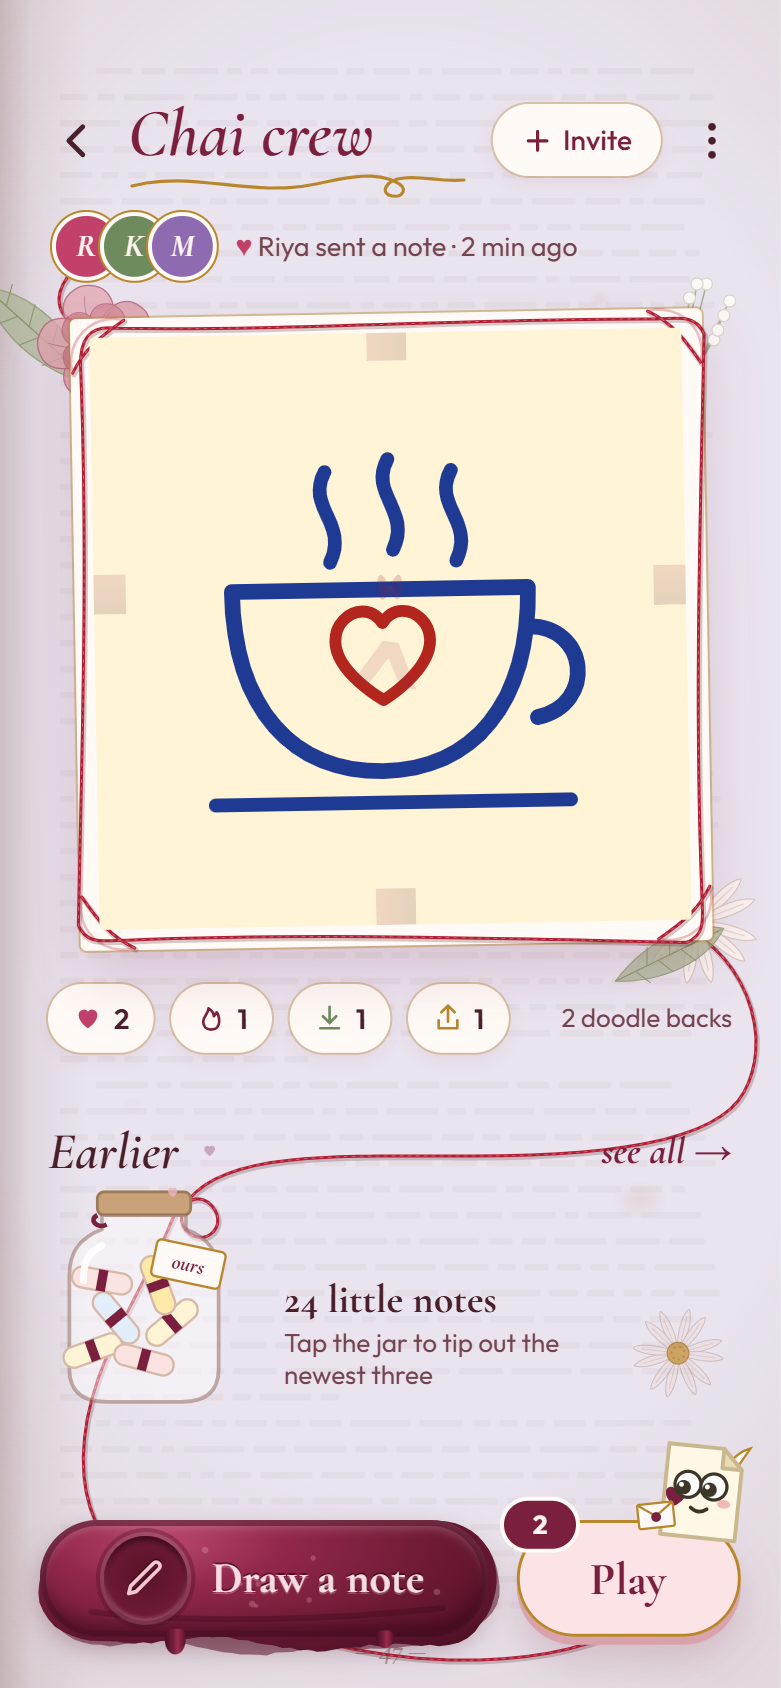 Chai crew
+ Invite
R K M
♥ Riya sent a note · 2 min ago
2
1
1
1
2 doodle backs
Earlier
see all →
ours
24 little notes
Tap the jar to tip out the
newest three
2
Draw a note
Play
— 47 —